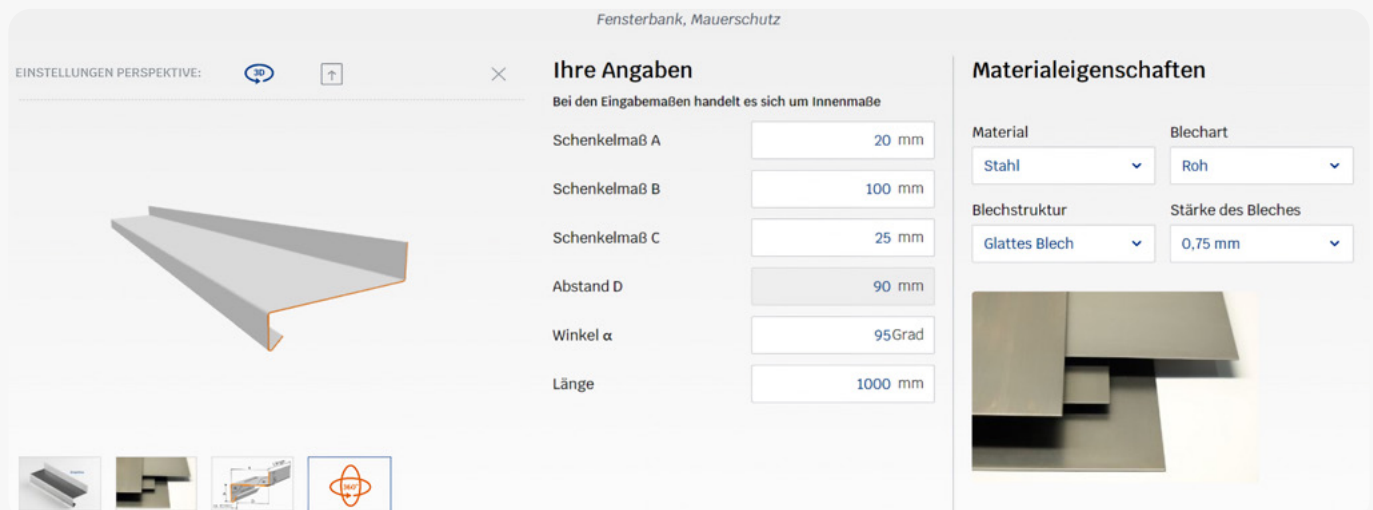 Fensterbank, Mauerschutz
EINSTELLUNGEN PERSPEKTIVE:
3D
Ihre Angaben
Bei den Eingabemaßen handelt es sich um Innenmaße
Schenkelmaß A
20 mm
Schenkelmaß B
100 mm
Schenkelmaß C
25 mm
Abstand D
90 mm
Winkel α
95Grad
Länge
1000 mm
Materialeigenschaften
Material
Blechart
Stahl
Roh
Blechstruktur
Stärke des Bleches
Glattes Blech
0,75 mm
360°